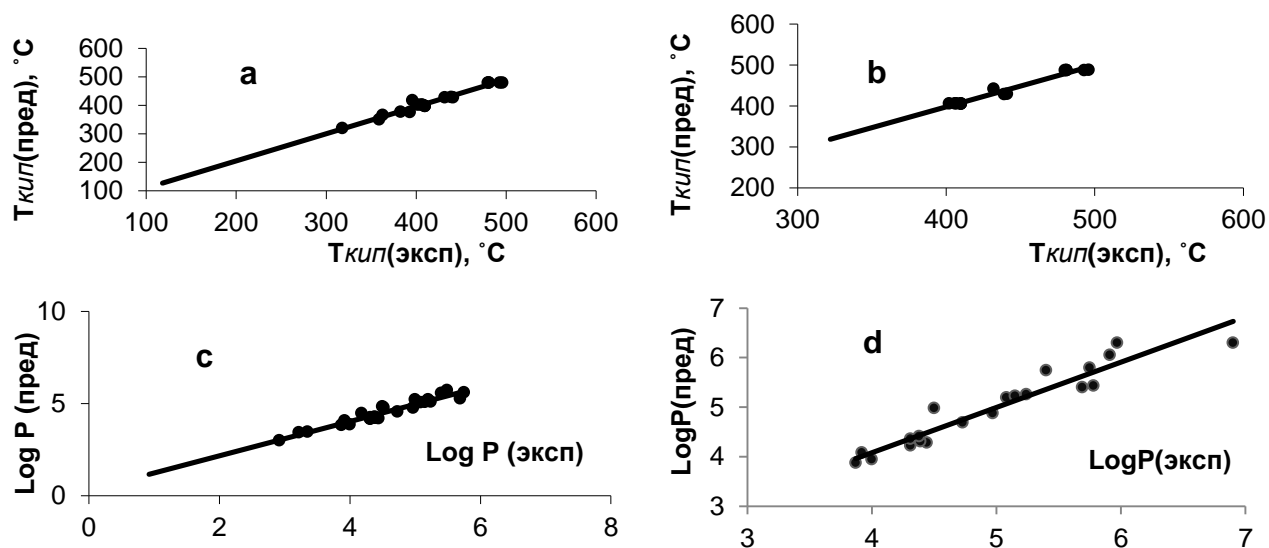 a
600
500
400
300
200
100
100 200 300 400 500 600
Tкип(пред), ˚C
Tкип(эксп), ˚C
b
600
500
400
300
200
300 400 500 600
Tкип(пред), ˚C
Tкип(эксп), ˚C
c
10
5
0
0 2 4 6 8
Log P (пред)
Log P (эксп)
d
7
6
5
4
3
3 4 5 6 7
LogP(пред)
LogP(эксп)